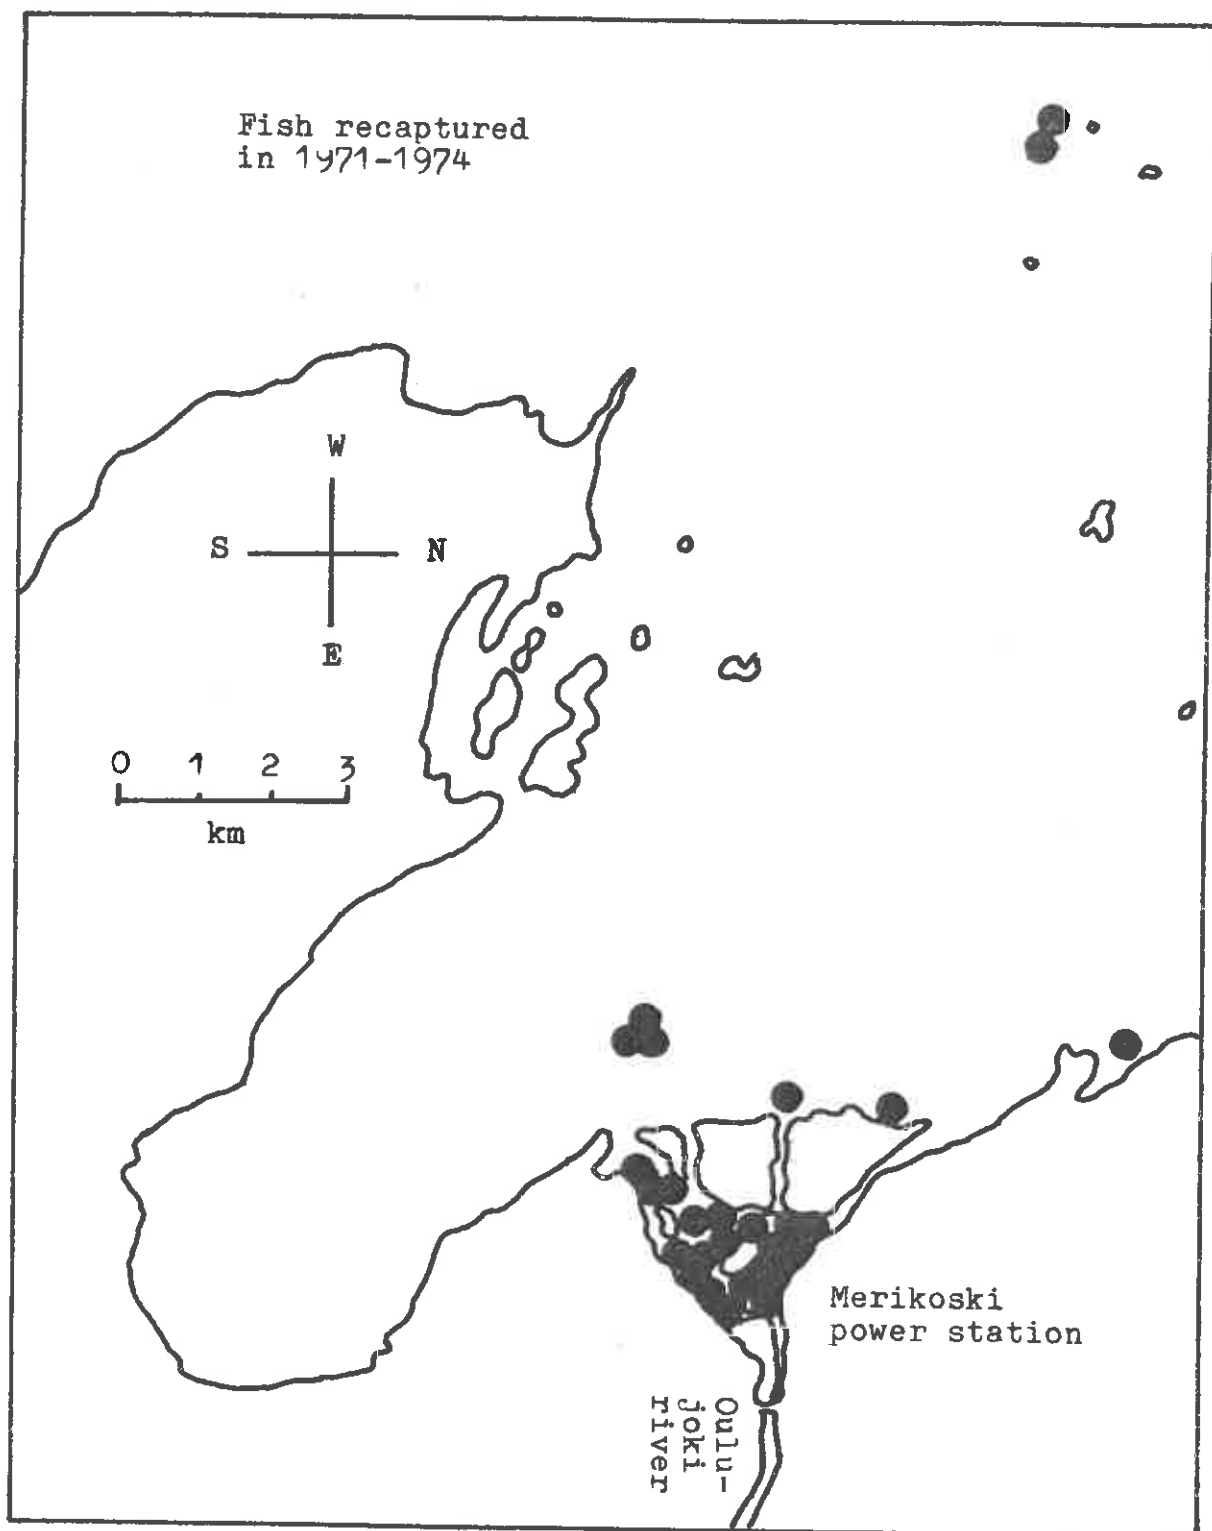 Fish recaptured
in 1971-1974
W
S N
E
0 1 2 3
km
Merikoski
power station
Oulu-
joki
river